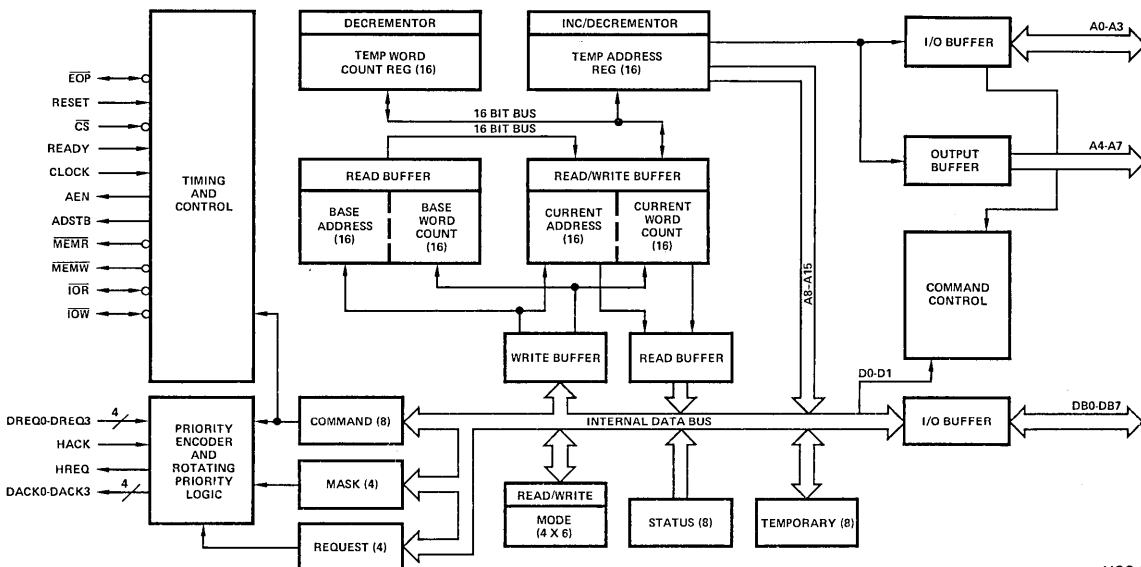 DECREMENTOR
TEMP WORD
COUNT REG (16)
INC/DECREMENTOR
TEMP ADDRESS
REG (16)
I/O BUFFER
A0-A3
EOP
RESET
CS
READY
CLOCK
AEN
ADSTB
MEMR
MEMW
IOR
IOW
TIMING
AND
CONTROL
16 BIT BUS
16 BIT BUS
OUTPUT
BUFFER
A4-A7
READ BUFFER
BASE
ADDRESS
(16)
BASE
WORD
COUNT
(16)
READ/WRITE BUFFER
CURRENT
ADDRESS
(16)
CURRENT
WORD
COUNT
(16)
A8-A15
COMMAND
CONTROL
WRITE BUFFER
READ BUFFER
D0-D1
DREQ0-DREQ3
4
HACK
HREQ
DACK0-DACK3
4
PRIORITY
ENCODER
AND
ROTATING
PRIORITY
LOGIC
COMMAND (8)
MASK (4)
REQUEST (4)
INTERNAL DATA BUS
I/O BUFFER
DB0-DB7
READ/WRITE
MODE
(4 X 6)
STATUS (8)
TEMPORARY (8)